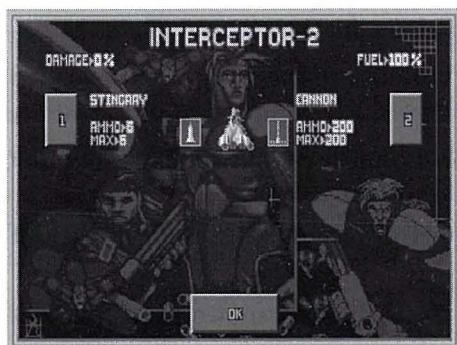 INTERCEPTOR-2
DAMAGE>0%
FUEL>100%
1
STINGRAY
AMMO>6
MAX>6
CANNON
AMMO>200
MAX>200
2
OK